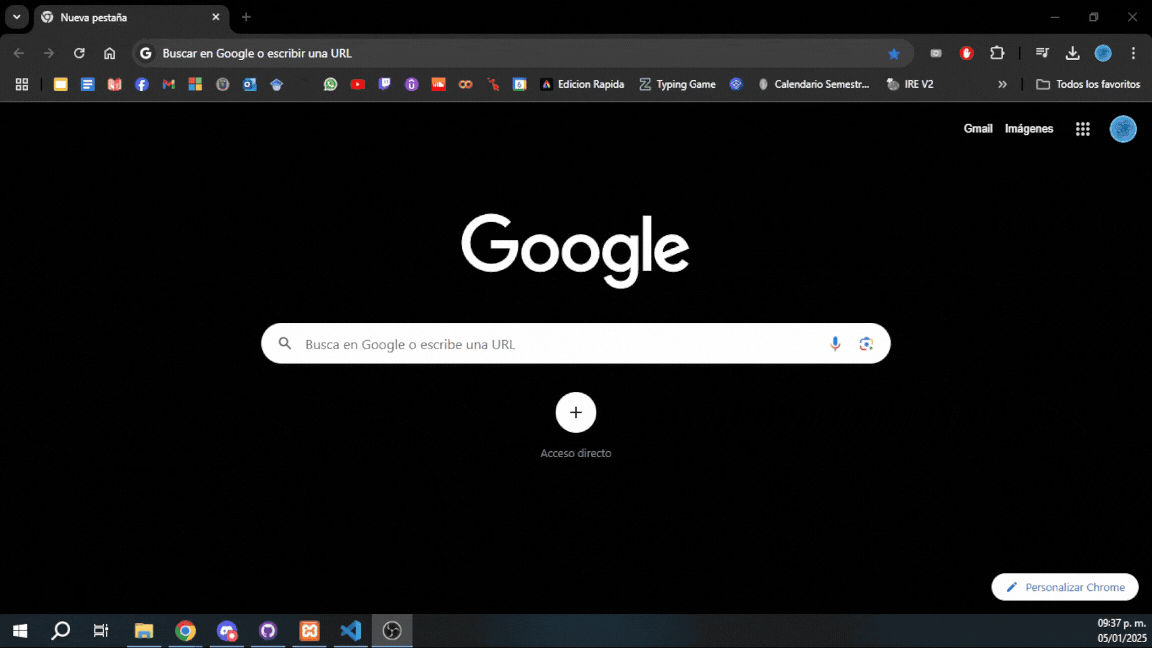 Nueva pestaña
Buscar en Google o escribir una URL
Edicion Rapida
Typing Game
Calendario Semestr...
IRE V2
Todos los favoritos
Gmail
Imágenes
Google
Busca en Google o escribe una URL
Acceso directo
Personalizar Chrome
09:37 p. m.
05/01/2025